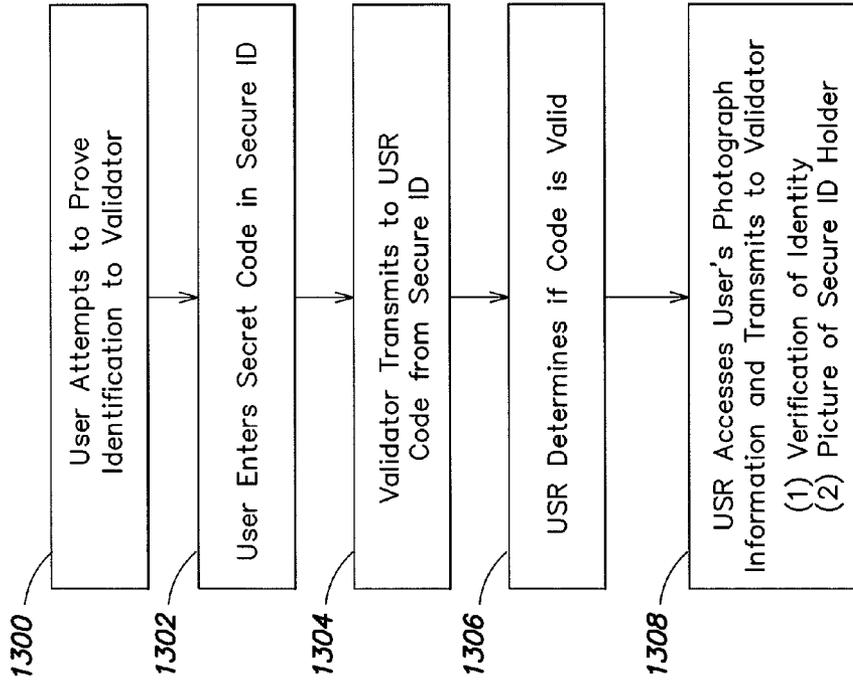 1300
User Attempts to Prove
Identification to Validator
1302
User Enters Secret Code in Secure ID
1304
Validator Transmits to USR
Code from Secure ID
1306
USR Determines if Code is Valid
1308
USR Accesses User's Photograph
Information and Transmits to Validator
(1) Verification of Identity
(2) Picture of Secure ID Holder